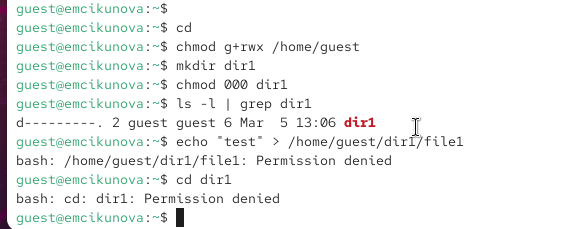 guest@emcikunova:~$
guest@emcikunova:~$ cd
guest@emcikunova:~$ chmod g+rwx /home/guest
guest@emcikunova:~$ mkdir dir1
guest@emcikunova:~$ chmod 000 dir1
guest@emcikunova:~$ ls -l | grep dir1
d---------. 2 guest guest 6 Mar  5 13:06 dir1
guest@emcikunova:~$ echo "test" > /home/guest/dir1/file1
bash: /home/guest/dir1/file1: Permission denied
guest@emcikunova:~$ cd dir1
bash: cd: dir1: Permission denied
guest@emcikunova:~$